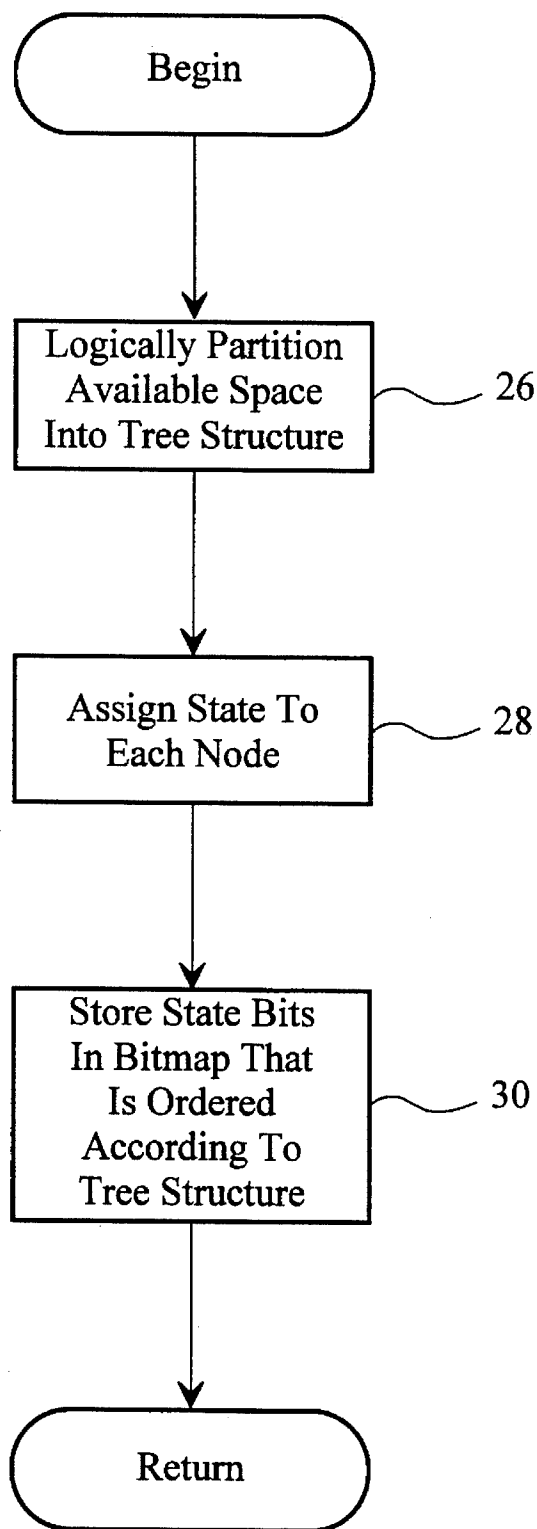 Begin
Logically Partition
Available Space
Into Tree Structure
26
Assign State To
Each Node
28
Store State Bits
In Bitmap That
Is Ordered
According To
Tree Structure
30
Return